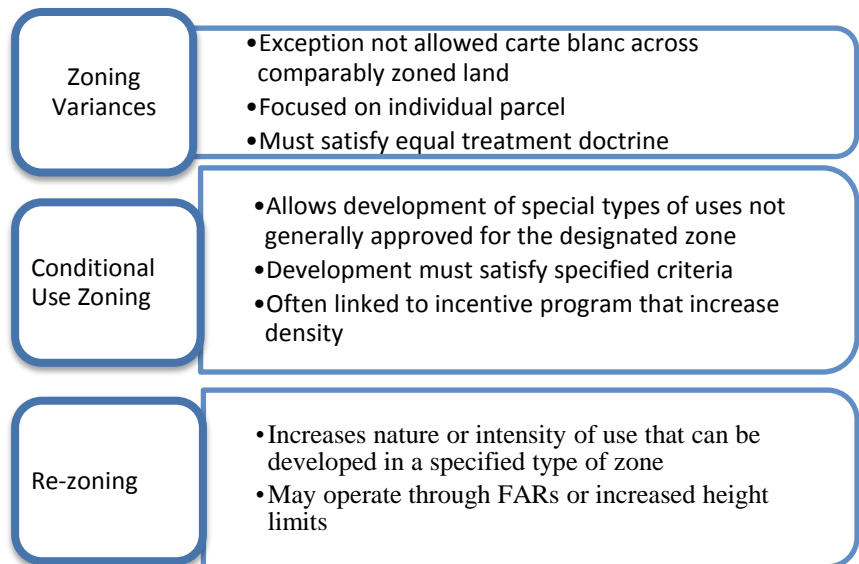 Zoning
Variances
•Exception not allowed carte blanc across
comparably zoned land
•Focused on individual parcel
•Must satisfy equal treatment doctrine
Conditional
Use Zoning
•Allows development of special types of uses not
generally approved for the designated zone
•Development must satisfy specified criteria
•Often linked to incentive program that increase
density
Re-zoning
•Increases nature or intensity of use that can be
developed in a specified type of zone
•May operate through FARs or increased height
limits